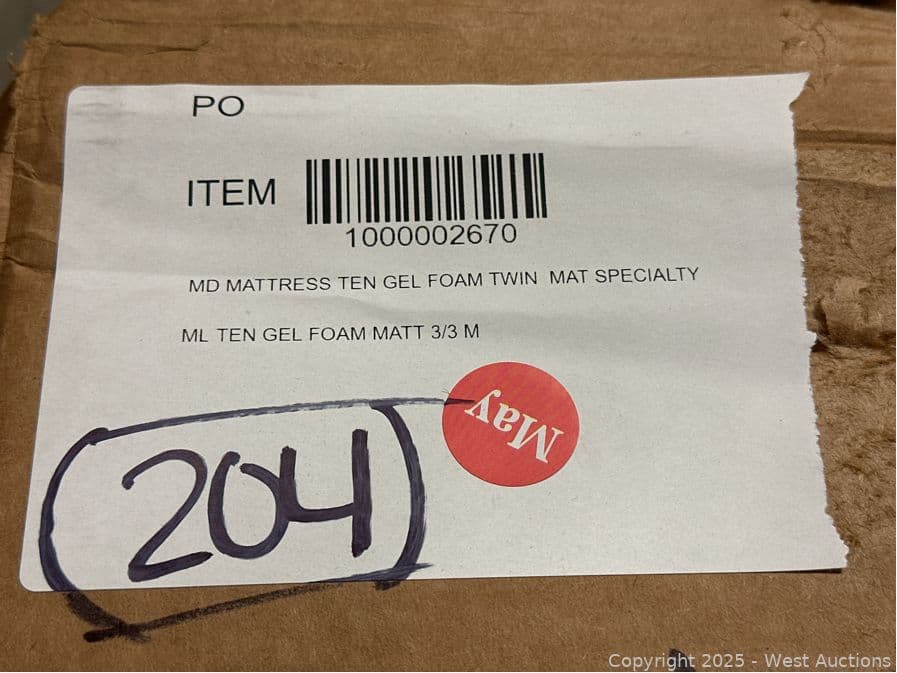 PO
ITEM
1000002670
MD MATTRESS TEN GEL FOAM TWIN  MAT SPECIALTY
ML TEN GEL FOAM MATT 3/3 M
May
204
Copyright 2025 - West Auctions